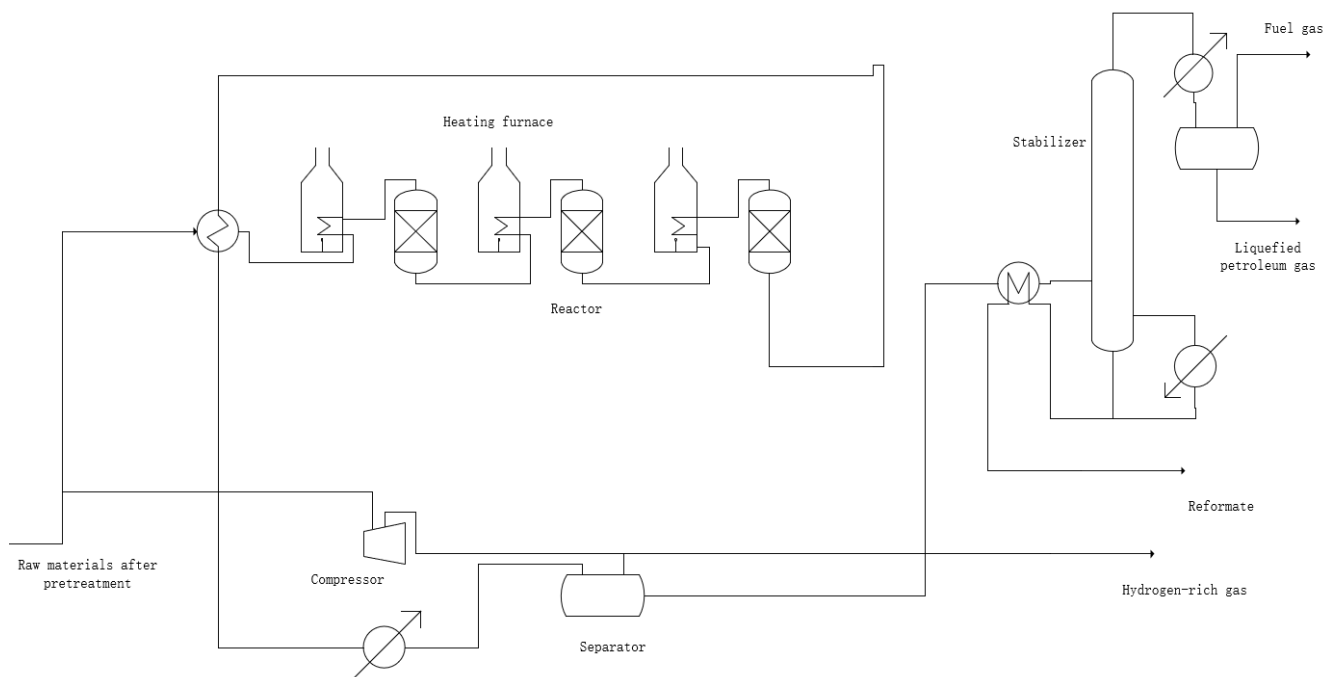 Fuel gas
Heating furnace
Stabilizer
Liquefied
petroleum gas
Reactor
Reformate
Raw materials after
pretreatment
Compressor
Hydrogen-rich gas
Separator